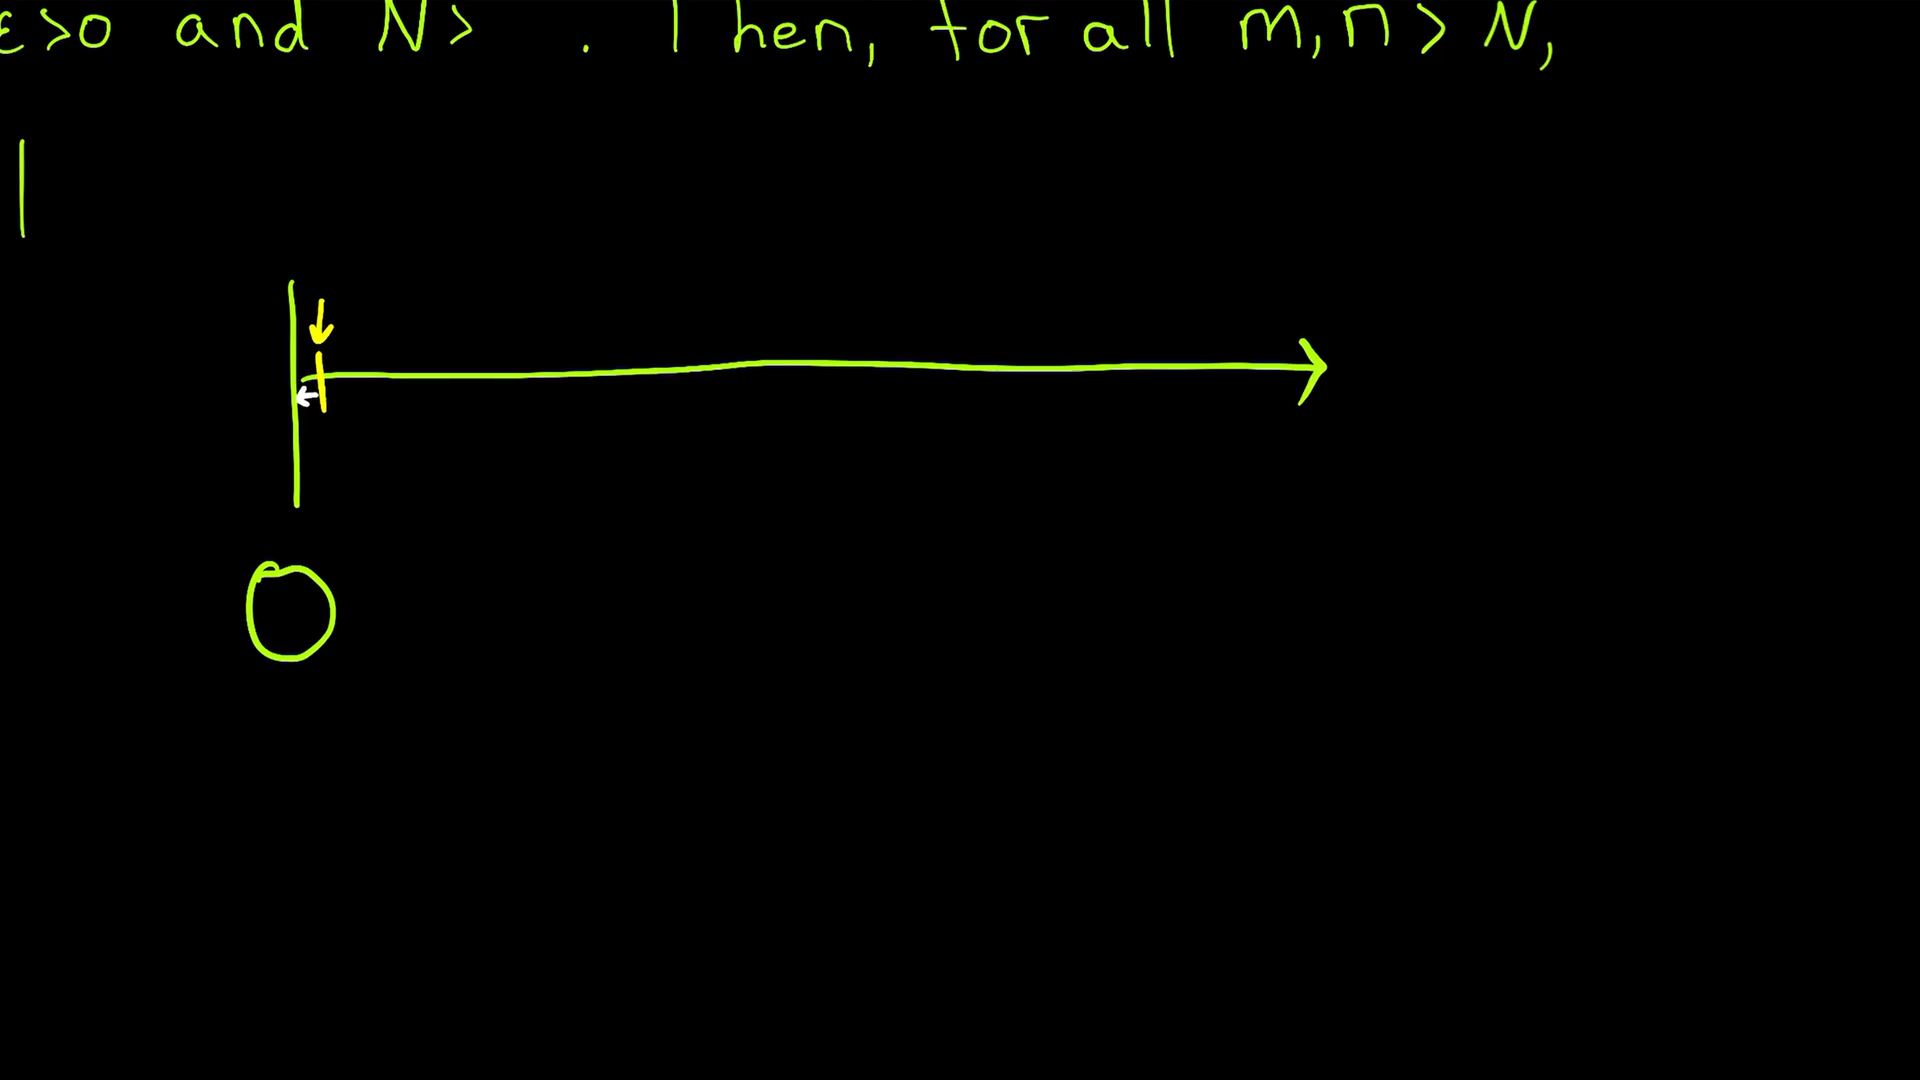 ε>0 and N> . Then, for all m,n > N,
|
0